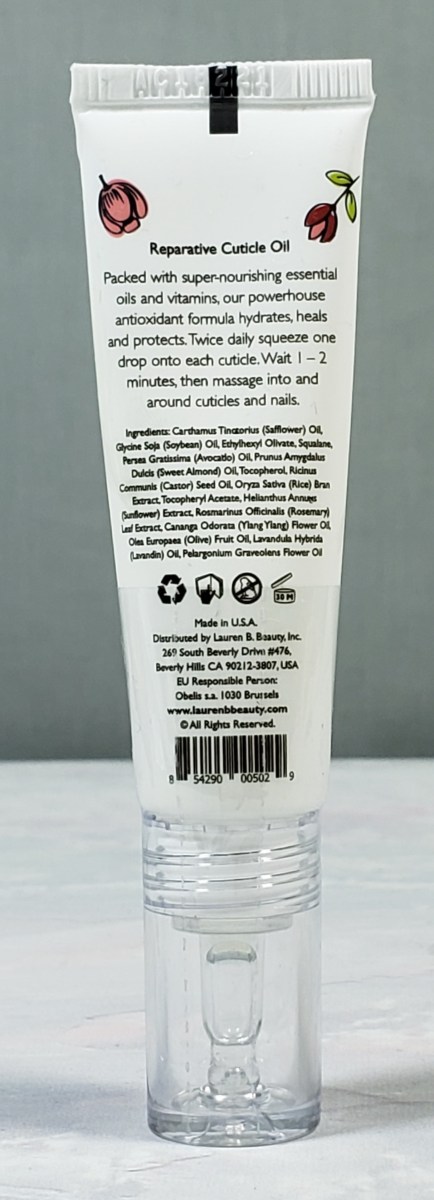 Reparative Cuticle Oil
Packed with super-nourishing essential
oils and vitamins, our powerhouse
antioxidant formula hydrates, heals
and protects. Twice daily squeeze one
drop onto each cuticle. Wait 1 – 2
minutes, then massage into and
around cuticles and nails.
Ingredients: Carthamus Tinctorius (Safflower) Oil,
Glycine Soja (Soybean) Oil, Ethylhexyl Olivate, Squalane,
Persea Gratissima (Avocado) Oil, Prunus Amygdalus
Dulcis (Sweet Almond) Oil, Tocopherol, Ricinus
Communis (Castor) Seed Oil, Oryza Sativa (Rice) Bran
Extract, Tocopheryl Acetate, Helianthus Annuus
(Sunflower) Extract, Rosmarinus Officinalis (Rosemary)
Leaf Extract, Cananga Odorata (Ylang Ylang) Flower Oil,
Olea Europaea (Olive) Fruit Oil, Lavandula Hybrida
(Lavandin) Oil, Pelargonium Graveolens Flower Oil
30 M
Made in U.S.A.
Distributed by Lauren B. Beauty, Inc.
269 South Beverly Drive #476,
Beverly Hills CA 90212-3807, USA
EU Responsible Person:
Obelis s.a. 1030 Brussels
www.laurenbbeauty.com
© All Rights Reserved.
8 54290 00502 9